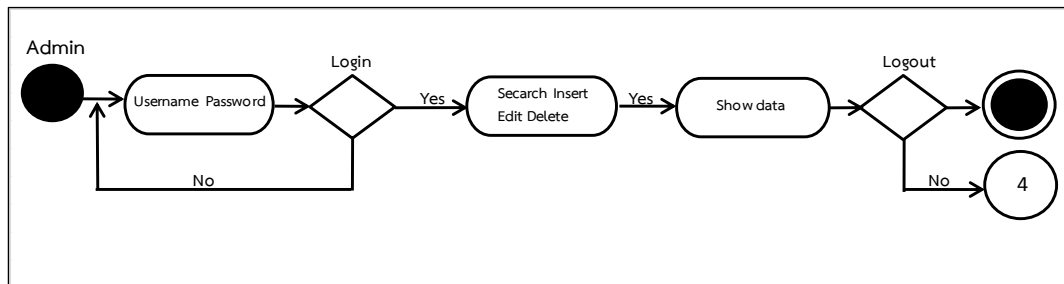 Admin
Username Password
Login
Yes
No
Secarch Insert
Edit Delete
Yes
Show data
Logout
No
4